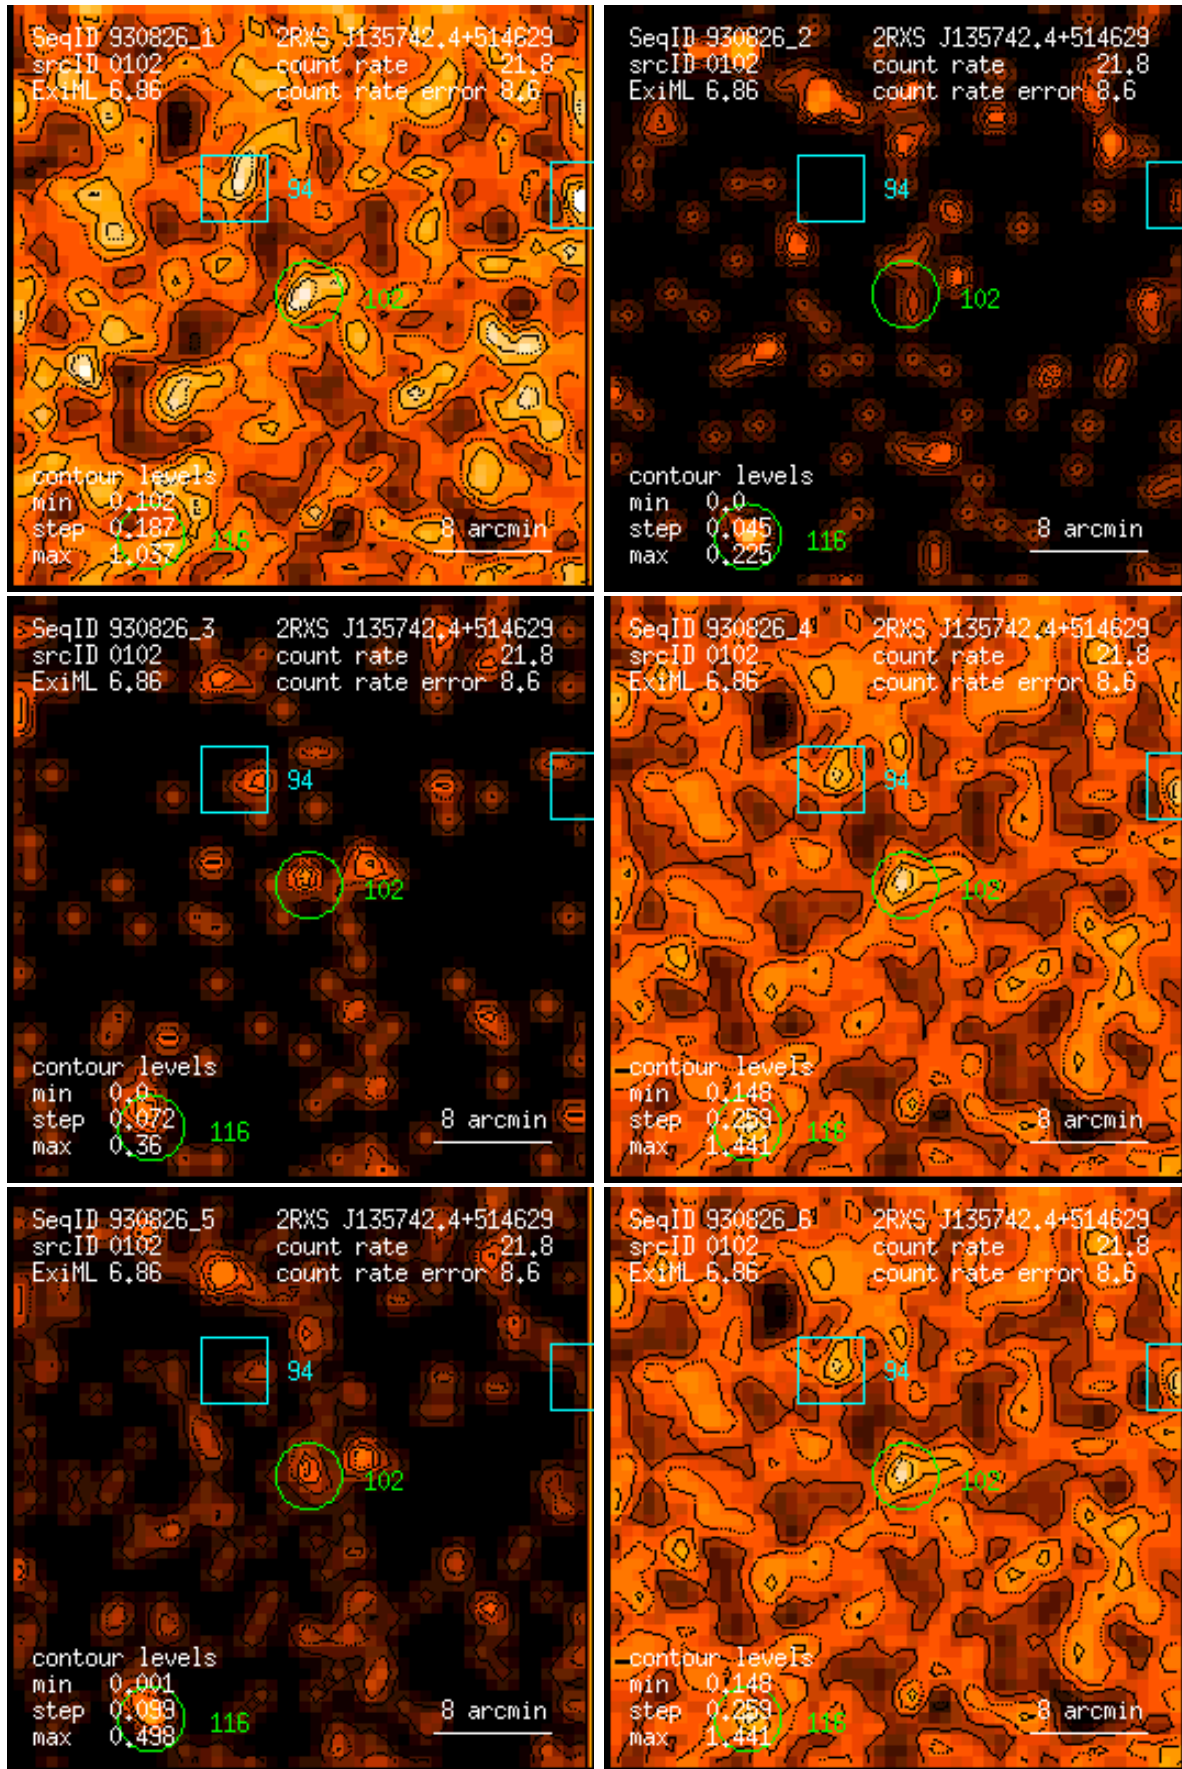 SeqID 930826_1 2RXS J135742.4+514629
srcID 0102 count rate 21.8
ExiML 6.86 count rate error 8.6
94
102
contour levels
min 0.102
step 0.187 8 arcmin
116
max 1.037
SeqID 930826_2 2RXS J135742.4+514629
srcID 0102 count rate 21.8
ExiML 6.86 count rate error 8.6
94
102
contour levels
min 0.0
step 0.045 8 arcmin
116
max 0.225
SeqID 930826_3 2RXS J135742.4+514629
srcID 0102 count rate 21.8
ExiML 6.86 count rate error 8.6
94
102
contour levels
min 0.0
step 0.072 8 arcmin
116
max 0.36
SeqID 930826_4 2RXS J135742.4+514629
srcID 0102 count rate 21.8
ExiML 6.86 count rate error 8.6
94
102
contour levels
min 0.148
step 0.259 8 arcmin
116
max 1.441
SeqID 930826_5 2RXS J135742.4+514629
srcID 0102 count rate 21.8
ExiML 6.86 count rate error 8.6
94
102
contour levels
min 0.001
step 0.099 8 arcmin
116
max 0.498
SeqID 930826_6 2RXS J135742.4+514629
srcID 0102 count rate 21.8
ExiML 6.86 count rate error 8.6
94
102
contour levels
min 0.148
step 0.259 8 arcmin
116
max 1.441